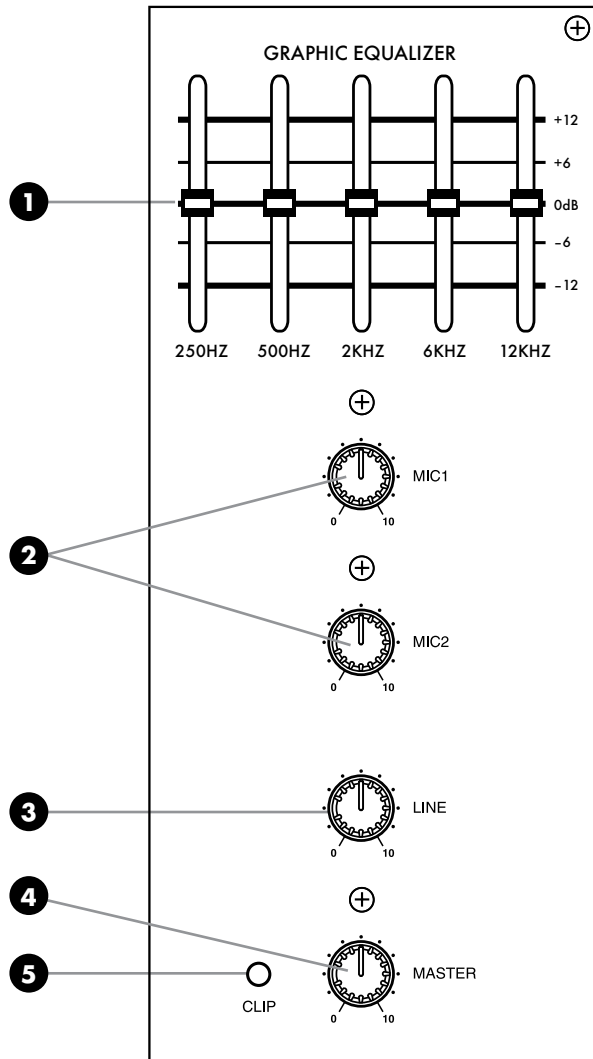 GRAPHIC EQUALIZER
+12
+6
0dB
-6
-12
250HZ 500HZ 2KHZ 6KHZ 12KHZ
1
MIC1
0 10
2
MIC2
0 10
3
LINE
0 10
4
MASTER
5
CLIP
0 10